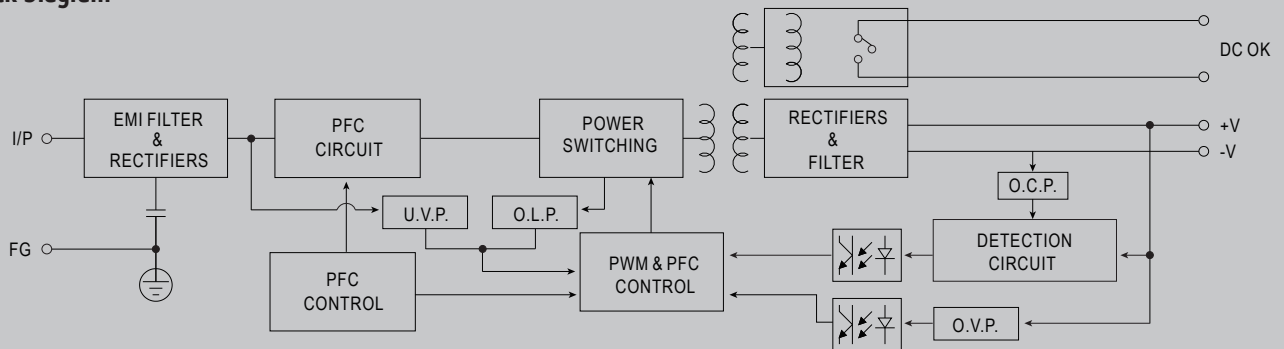 DC OK
I/P
EMI FILTER
&
RECTIFIERS
PFC
CIRCUIT
POWER
SWITCHING
RECTIFIERS
&
FILTER
+V
-V
O.C.P.
U.V.P.
O.L.P.
FG
DETECTION
CIRCUIT
PFC
CONTROL
PWM & PFC
CONTROL
O.V.P.